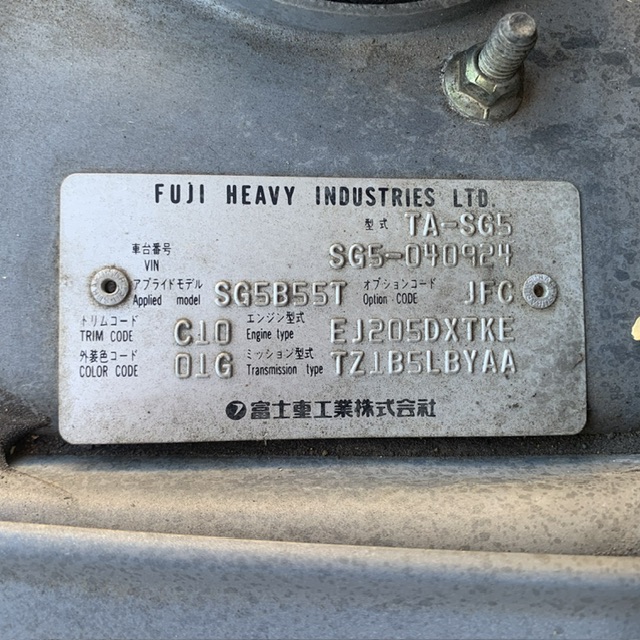 FUJI HEAVY INDUSTRIES LTD.
型式 TA-SG5
車台番号 VIN SG5-040924
アプライドモデル Applied model SG5B55T オプションコード Option CODE JFC
トリムコード TRIM CODE C10 エンジン型式 Engine type EJ205DXTKE
外装色コード COLOR CODE 01G ミッション型式 Transmission type TZ1B5LBYAA
富士重工業株式会社